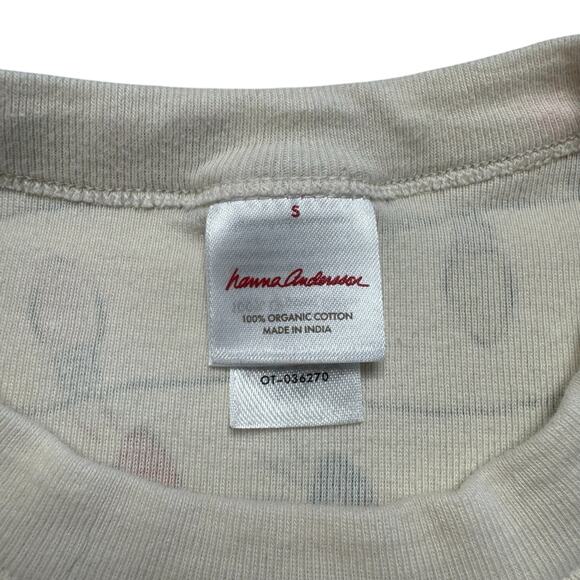 S
hanna andersson
100% ORGANIC COTTON
MADE IN INDIA
OT-036270